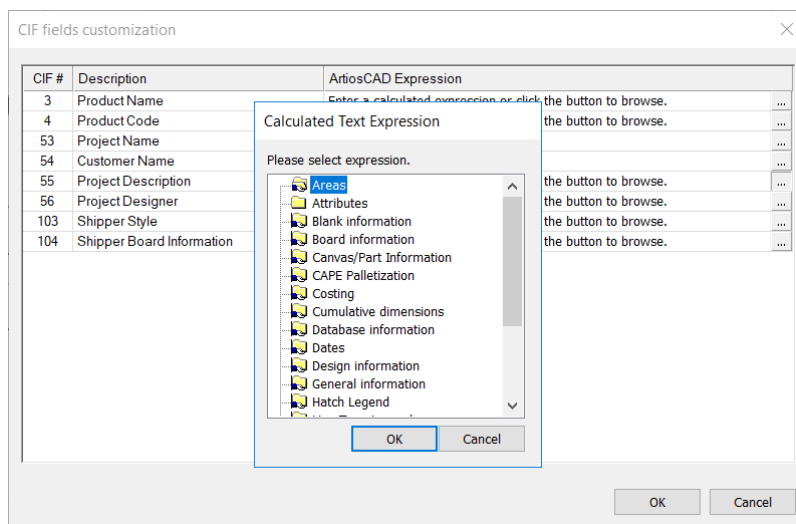 CIF fields customization
CIF # Description ArtiosCAD Expression
3 Product Name Enter a calculated expression or click the button to browse. ...
4 Product Code the button to browse. ...
53 Project Name ...
54 Customer Name ...
55 Project Description the button to browse. ...
56 Project Designer the button to browse. ...
103 Shipper Style the button to browse. ...
104 Shipper Board Information the button to browse. ...
Calculated Text Expression
Please select expression.
Areas
Attributes
Blank information
Board information
Canvas/Part Information
CAPE Palletization
Costing
Cumulative dimensions
Database information
Dates
Design information
General information
Hatch Legend
OK Cancel
OK Cancel